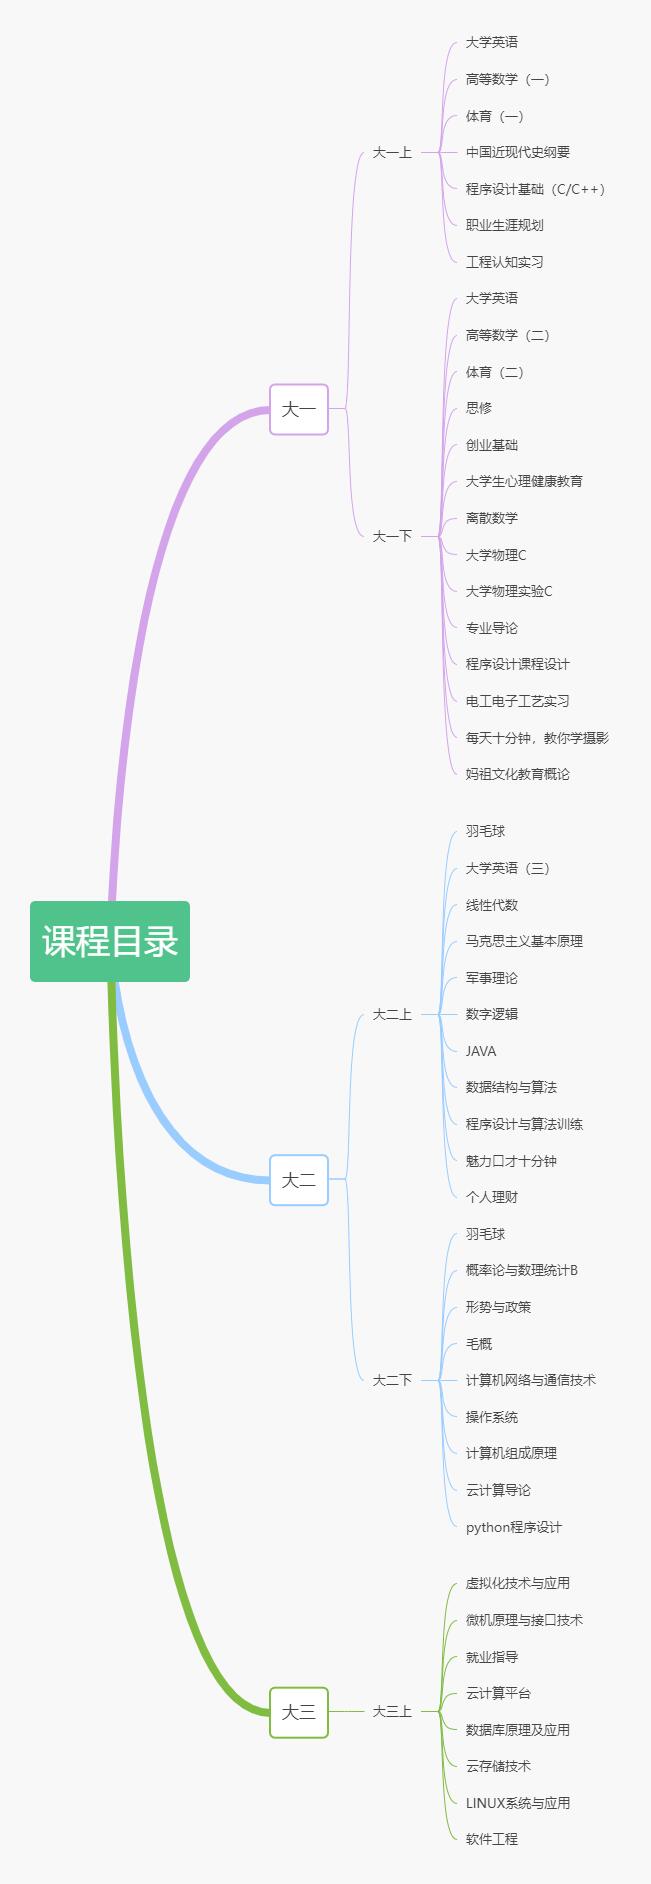 课程目录
大一
大一上
大学英语
高等数学（一）
体育（一）
中国近现代史纲要
程序设计基础（C/C++）
职业生涯规划
工程认知实习
大一下
大学英语
高等数学（二）
体育（二）
思修
创业基础
大学生心理健康教育
离散数学
大学物理C
大学物理实验C
专业导论
程序设计课程设计
电工电子工艺实习
每天十分钟，教你学摄影
妈祖文化教育概论
大二
大二上
羽毛球
大学英语（三）
线性代数
马克思主义基本原理
军事理论
数字逻辑
JAVA
数据结构与算法
程序设计与算法训练
魅力口才十分钟
个人理财
大二下
羽毛球
概率论与数理统计B
形势与政策
毛概
计算机网络与通信技术
操作系统
计算机组成原理
云计算导论
python程序设计
大三
大三上
虚拟化技术与应用
微机原理与接口技术
就业指导
云计算平台
数据库原理及应用
云存储技术
LINUX系统与应用
软件工程